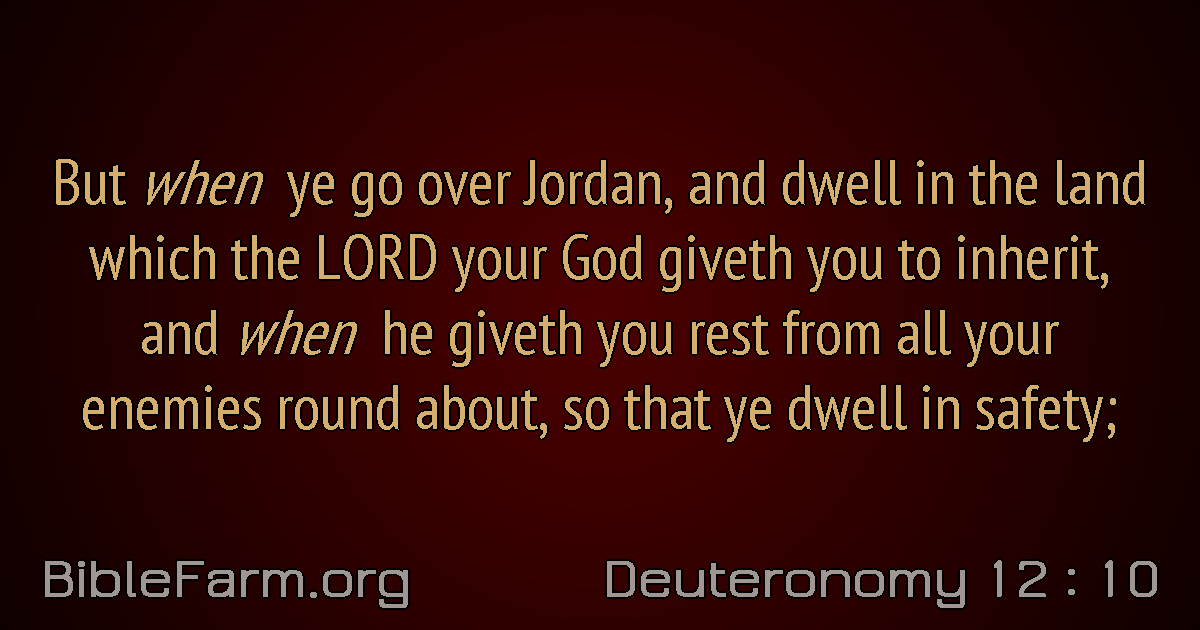 But when ye go over Jordan, and dwell in the land
which the LORD your God giveth you to inherit,
and when he giveth you rest from all your
enemies round about, so that ye dwell in safety;
BibleFarm.org
Deuteronomy 12 : 10